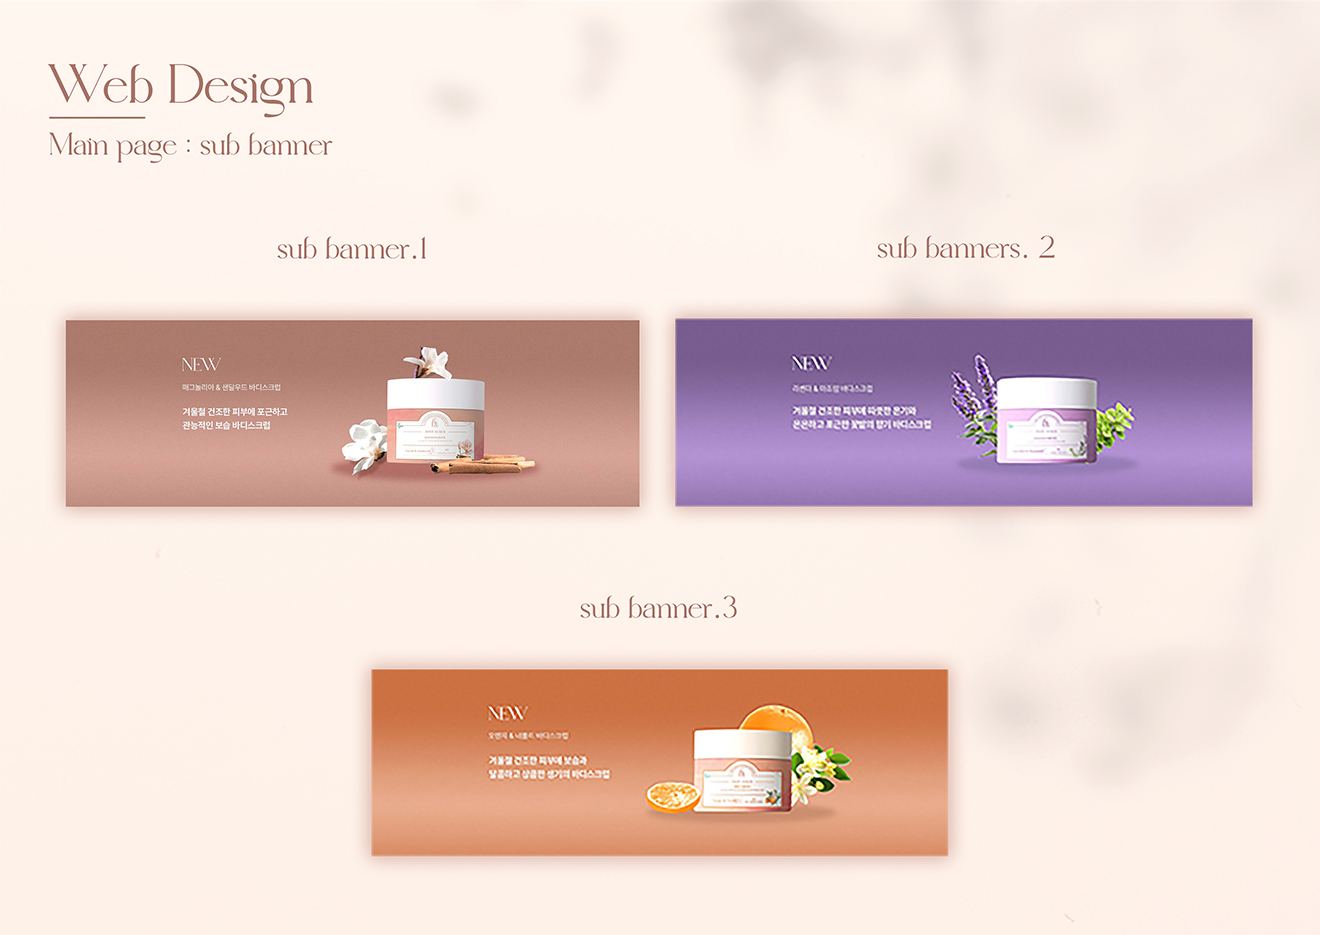 Web Design
Main page : sub banner
sub banner.1
sub banners. 2
NEW
매그놀리아 & 샌달우드 바디스크럽
겨울철 건조한 피부에 포근하고
관능적인 보습 바디스크럽
NEW
라벤더 & 마조람 바디스크럽
겨울철 건조한 피부에 따뜻한 온기와
은은하고 포근한 꽃밭의 향기 바디스크럽
sub banner.3
NEW
오렌지 & 네롤리 바디스크럽
겨울철 건조한 피부에 보습과
달콤하고 상큼한 생기의 바디스크럽